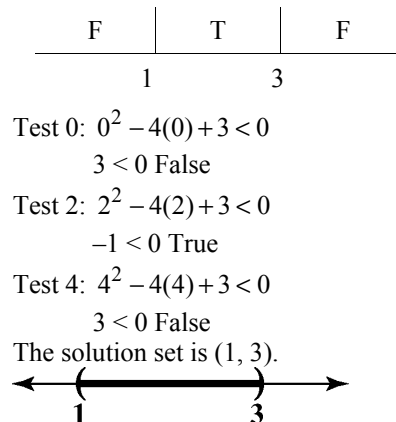 F T F
1 3
Test 0: 0² − 4(0) + 3 < 0
3 < 0 False
Test 2: 2² − 4(2) + 3 < 0
–1 < 0 True
Test 4: 4² − 4(4) + 3 < 0
3 < 0 False
The solution set is (1, 3).
1 3